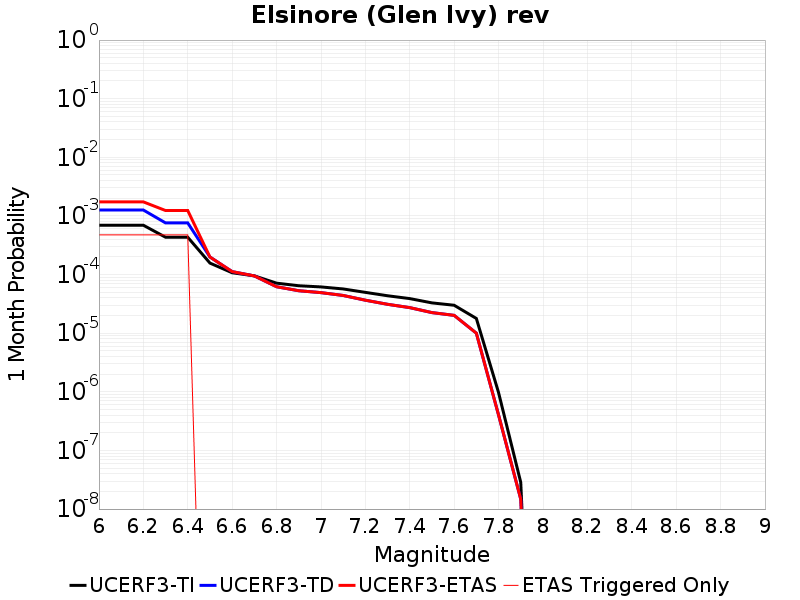 Elsinore (Glen Ivy) rev
1 Month Probability
10^0
10^-1
10^-2
10^-3
10^-4
10^-5
10^-6
10^-7
10^-8
6 6.2 6.4 6.6 6.8 7 7.2 7.4 7.6 7.8 8 8.2 8.4 8.6 8.8 9
Magnitude
UCERF3-TI UCERF3-TD UCERF3-ETAS ETAS Triggered Only